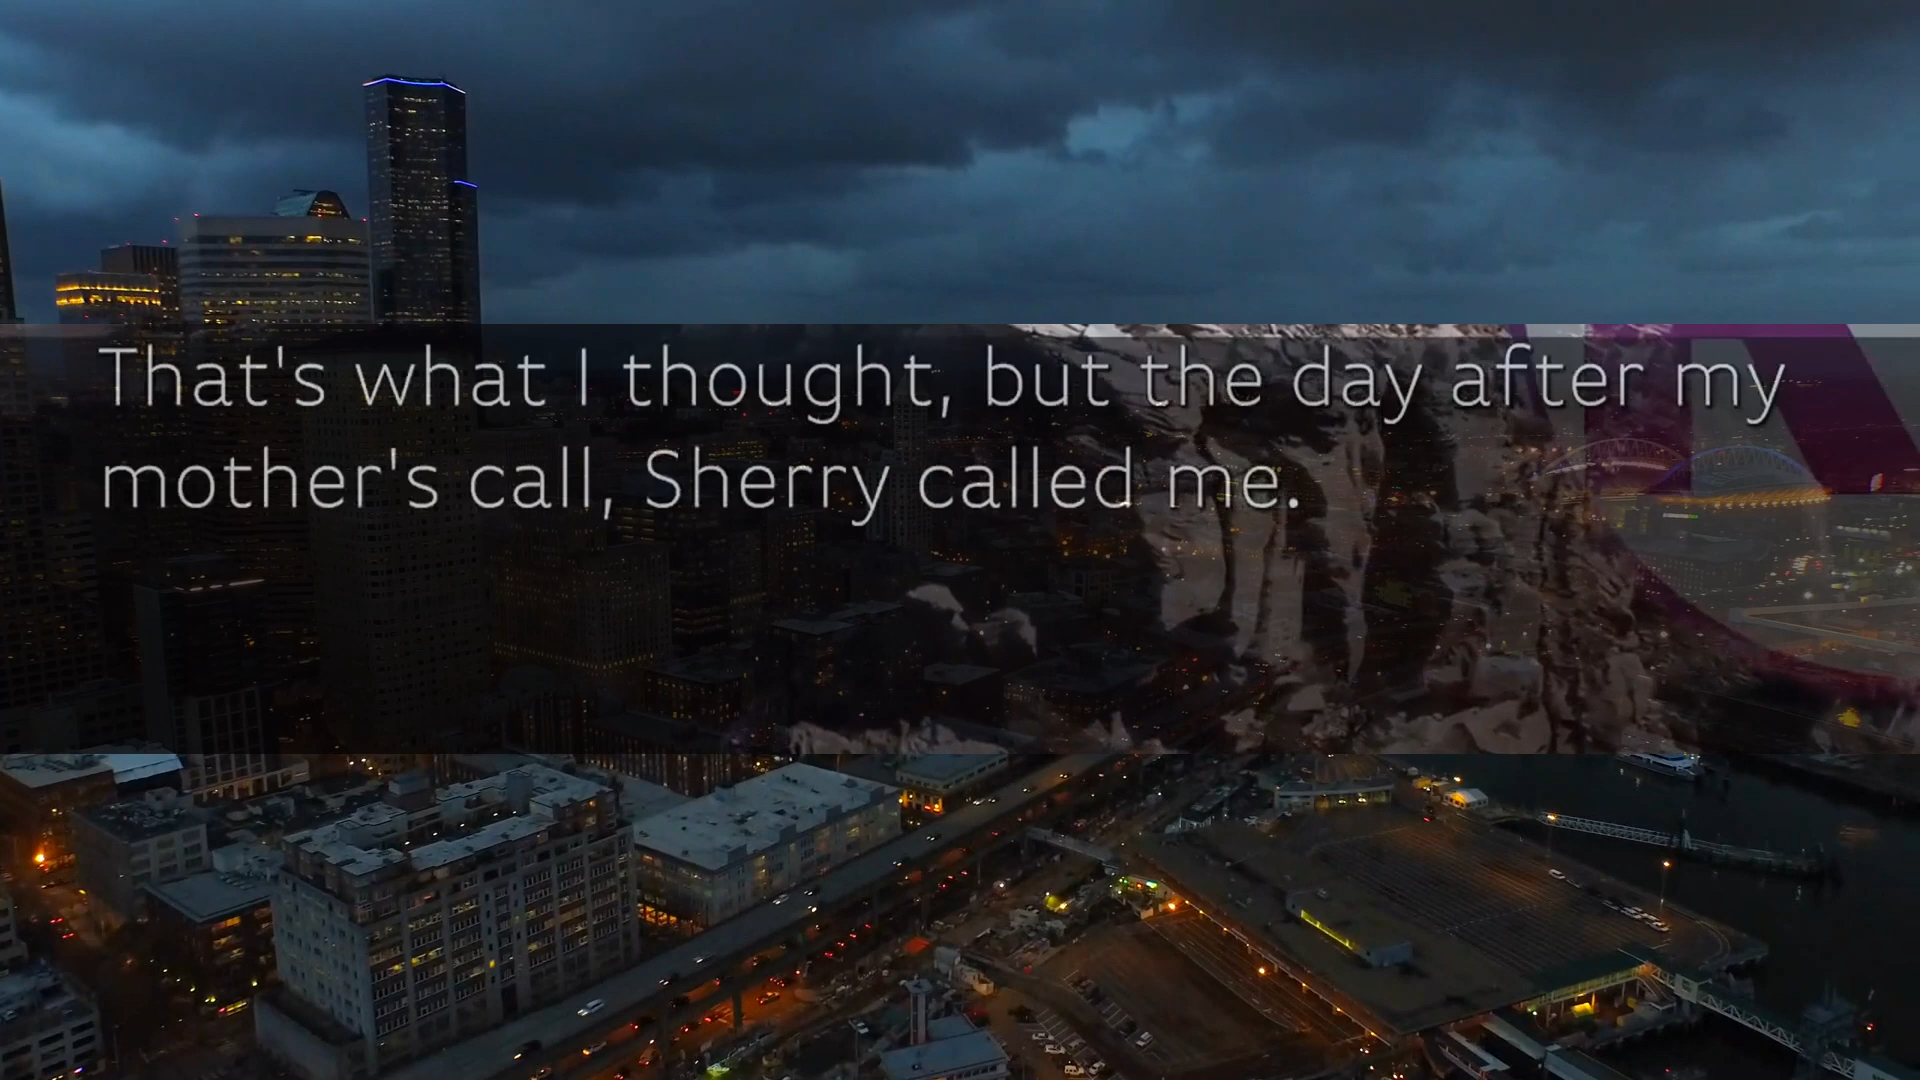 That's what I thought, but the day after my
mother's call, Sherry called me.